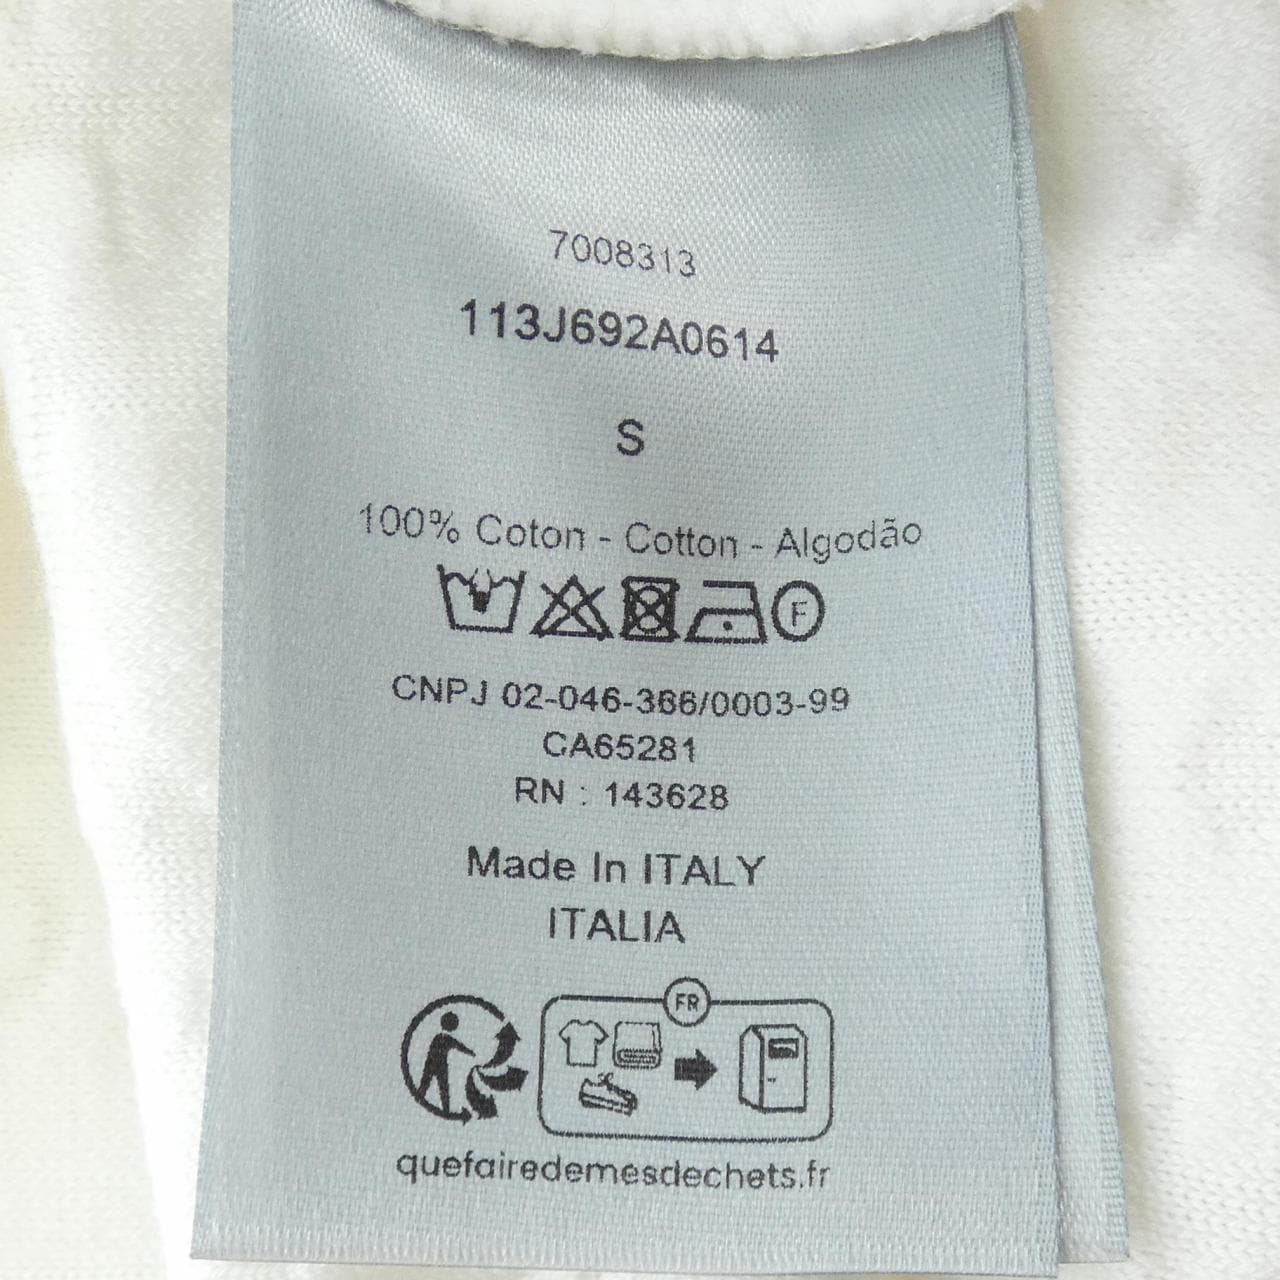 7008313
113J692A0614
S
100% Coton - Cotton - Algodão
F
CNPJ 02-046-366/0003-99
CA65281
RN : 143628
Made In ITALY
ITALIA
FR
quefairedemesdechets.fr